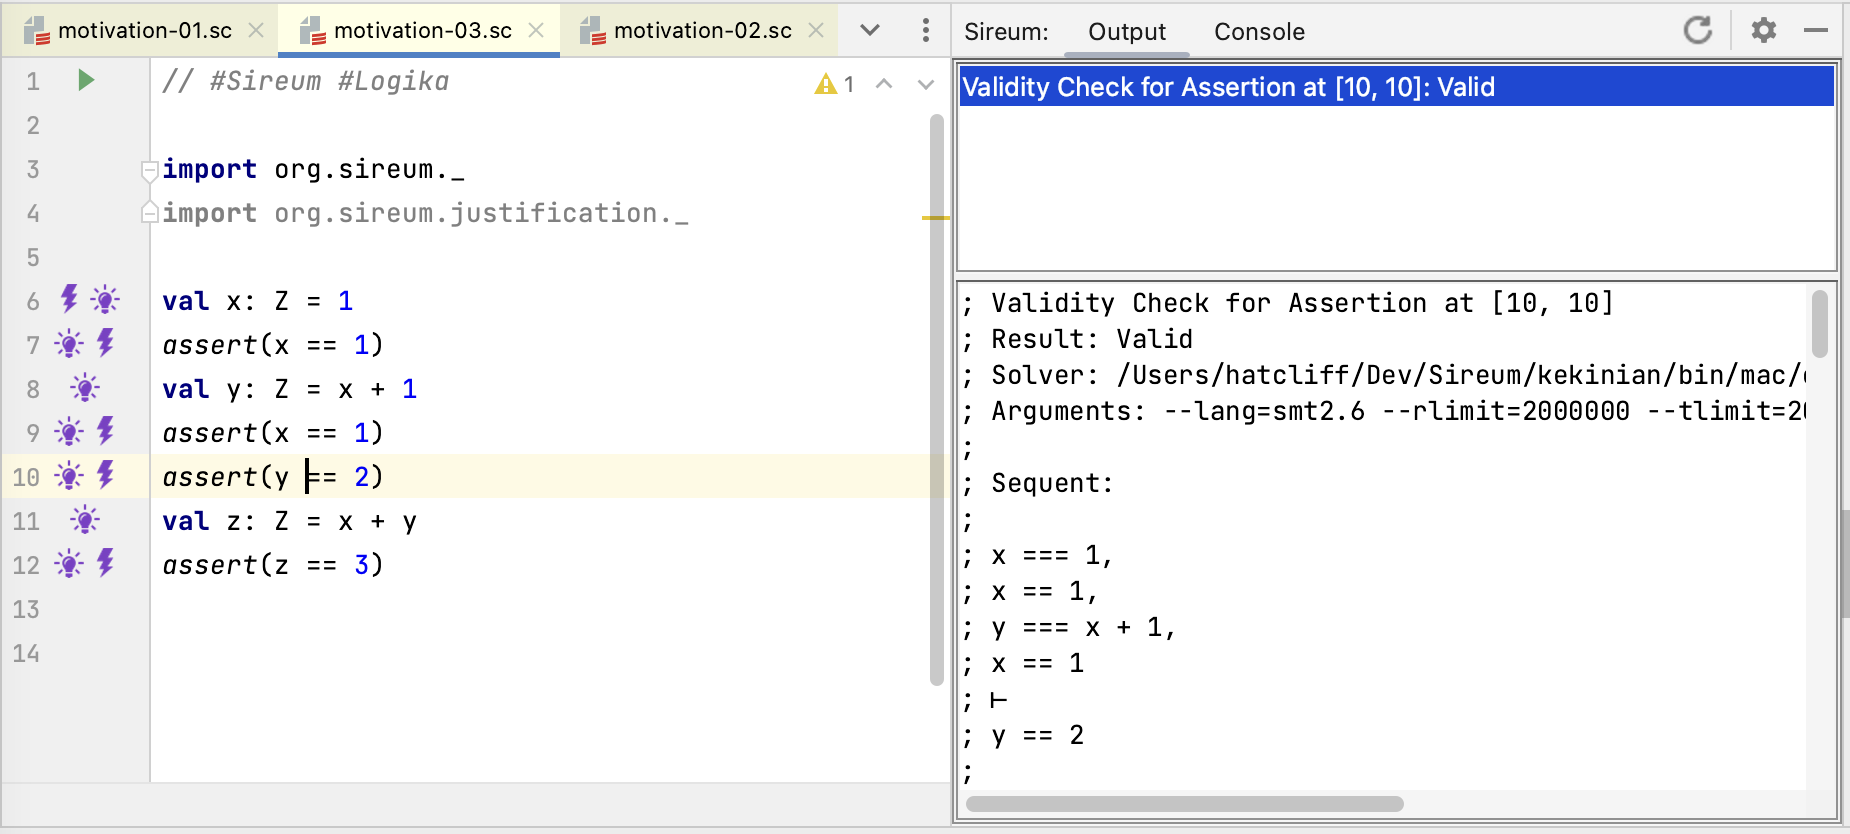 motivation-01.sc motivation-03.sc motivation-02.sc
Sireum: Output Console
1 // #Sireum #Logika
1
2
3 import org.sireum._
4 import org.sireum.justification._
5
6 val x: Z = 1
7 assert(x == 1)
8 val y: Z = x + 1
9 assert(x == 1)
10 assert(y == 2)
11 val z: Z = x + y
12 assert(z == 3)
13
14
Validity Check for Assertion at [10, 10]: Valid
; Validity Check for Assertion at [10, 10]
; Result: Valid
; Solver: /Users/hatcliff/Dev/Sireum/kekinian/bin/mac/
; Arguments: --lang=smt2.6 --rlimit=2000000 --tlimit=20
;
; Sequent:
;
; x === 1,
; x == 1,
; y === x + 1,
; x == 1
; ⊢
; y == 2
;